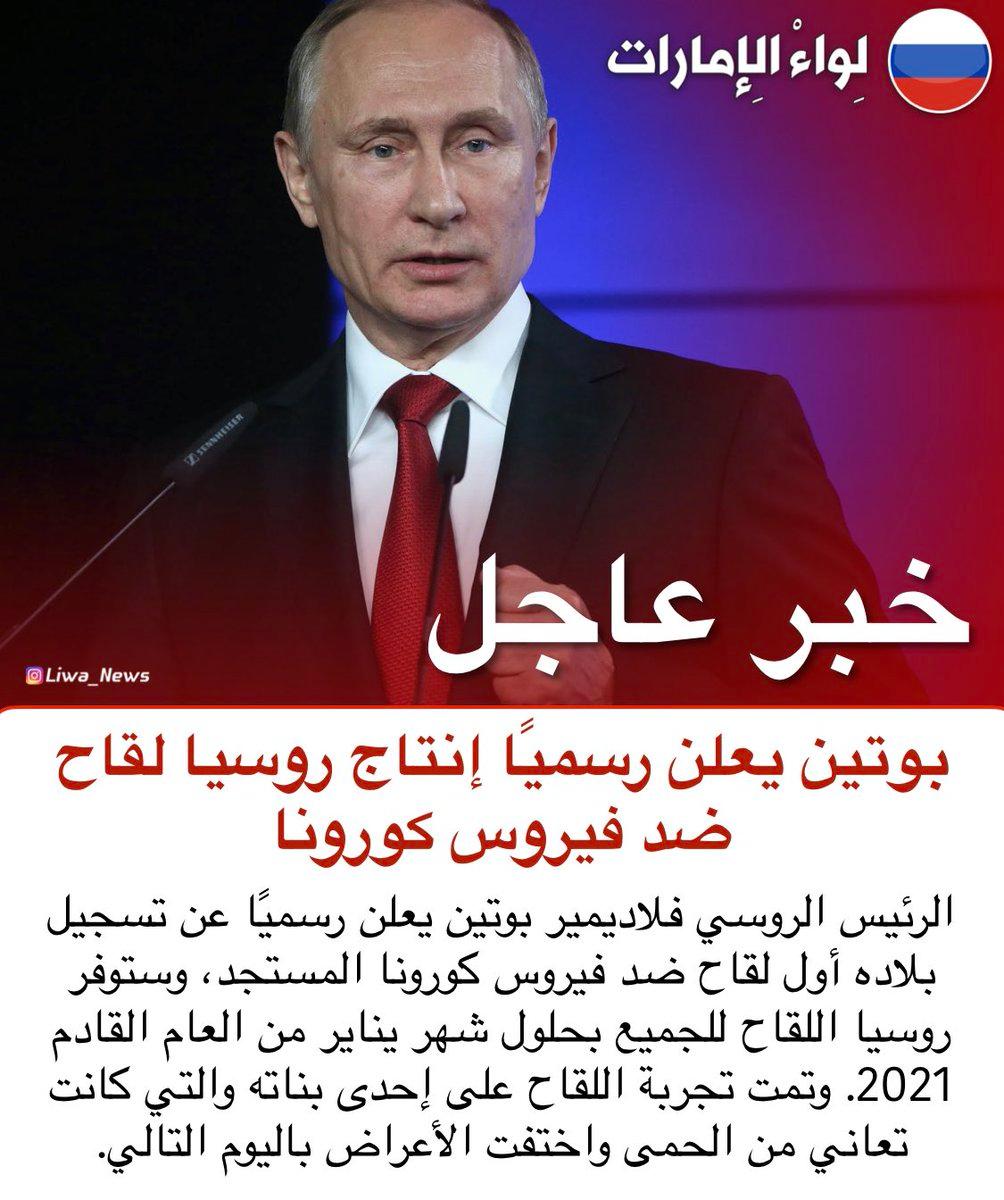 لِواءْ الإِمارات
SENNHEISER
خبر عاجل
Liwa_News
بوتين يعلن رسميًا إنتاج روسيا لقاح
ضد فيروس كورونا
الرئيس الروسي فلاديمير بوتين يعلن رسميًا عن تسجيل
بلاده أول لقاح ضد فيروس كورونا المستجد، وستوفر
روسيا اللقاح للجميع بحلول شهر يناير من العام القادم
2021. وتمت تجربة اللقاح على إحدى بناته والتي كانت
تعاني من الحمى واختفت الأعراض باليوم التالي.